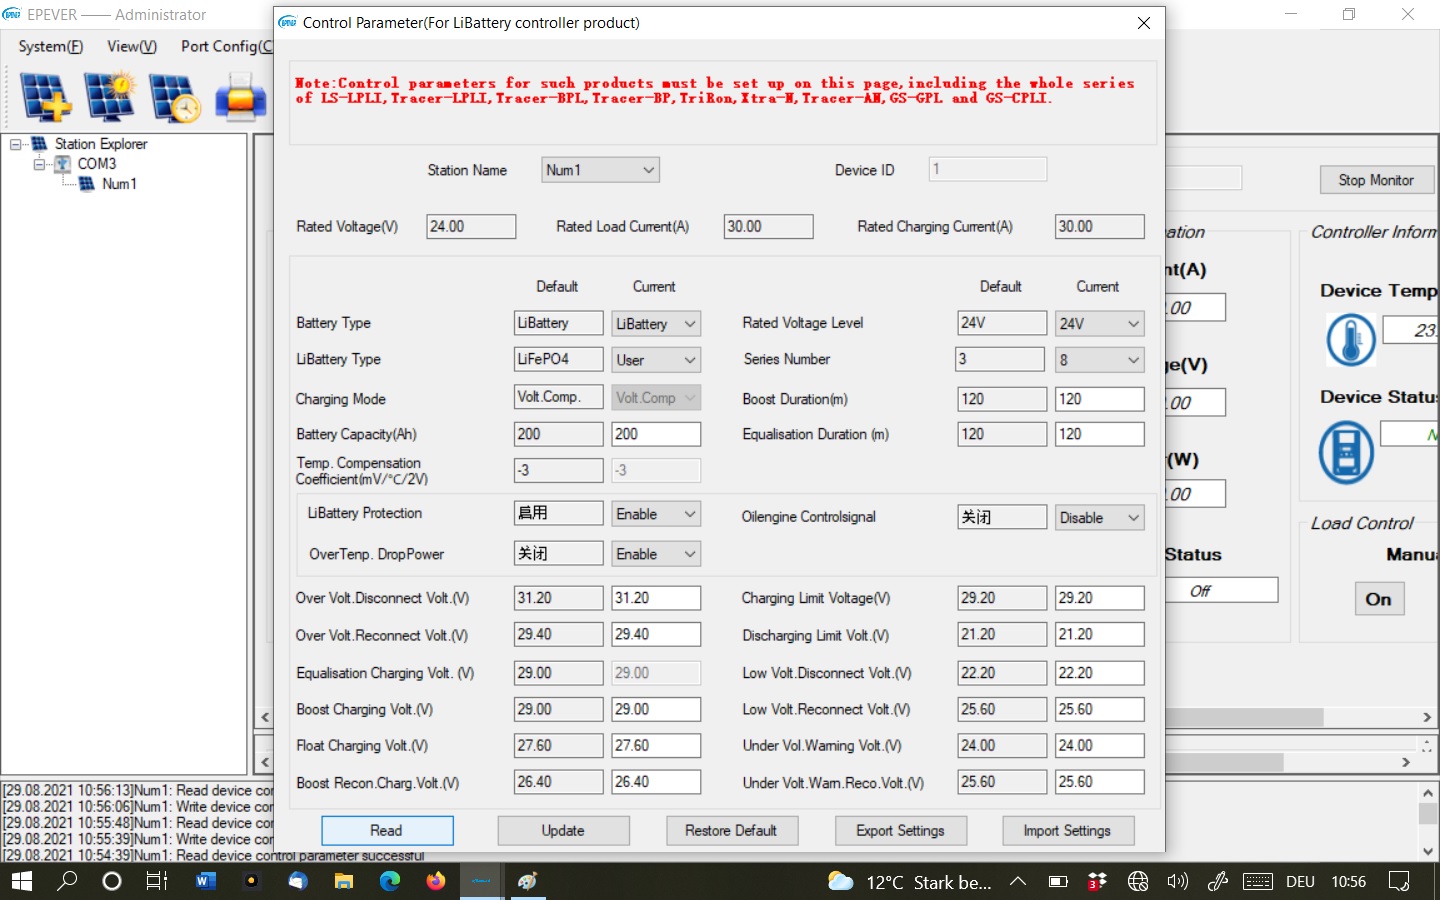 EPEVER —— Administrator
System(F) View(V) Port Config(C
Station Explorer
COM3
Num1
Control Parameter(For LiBattery controller product)
Note:Control parameters for such products must be set up on this page,including the whole series
of LS-LPLI,Tracer-LPLI,Tracer-BPL,Tracer-BP,TriRon,Xtra-N,Tracer-AN,GS-GPL and GS-CPLI.
Station Name Num1 Device ID 1
Rated Voltage(V) 24.00 Rated Load Current(A) 30.00 Rated Charging Current(A) 30.00
Default Current Default Current
Battery Type LiBattery LiBattery Rated Voltage Level 24V 24V
LiBattery Type LiFePO4 User Series Number 3 8
Charging Mode Volt.Comp. Volt.Comp Boost Duration(m) 120 120
Battery Capacity(Ah) 200 200 Equalisation Duration (m) 120 120
Temp. Compensation
Coefficient(mV/°C/2V) -3 -3
LiBattery Protection 启用 Enable Oilengine Controlsignal 关闭 Disable
OverTenp. DropPower 关闭 Enable
Over Volt.Disconnect Volt.(V) 31.20 31.20 Charging Limit Voltage(V) 29.20 29.20
Over Volt.Reconnect Volt.(V) 29.40 29.40 Discharging Limit Volt.(V) 21.20 21.20
Equalisation Charging Volt. (V) 29.00 29.00 Low Volt.Disconnect Volt.(V) 22.20 22.20
Boost Charging Volt.(V) 29.00 29.00 Low Volt.Reconnect Volt.(V) 25.60 25.60
Float Charging Volt.(V) 27.60 27.60 Under Vol.Warning Volt.(V) 24.00 24.00
Boost Recon.Charg.Volt.(V) 26.40 26.40 Under Volt.Warn.Reco.Volt.(V) 25.60 25.60
Read Update Restore Default Export Settings Import Settings
Stop Monitor
ation Controller Inform
nt(A)
.00
Device Temp
23.
ge(V)
.00
Device Status
N
(W)
.00
Load Control
Status Manua
Off On
[29.08.2021 10:56:13]Num1: Read device cor
[29.08.2021 10:56:06]Num1: Write device cor
[29.08.2021 10:55:48]Num1: Read device cor
[29.08.2021 10:55:39]Num1: Write device cor
[29.08.2021 10:54:39]Num1: Read device control parameter successful
12°C Stark be... 3 DEU 10:56